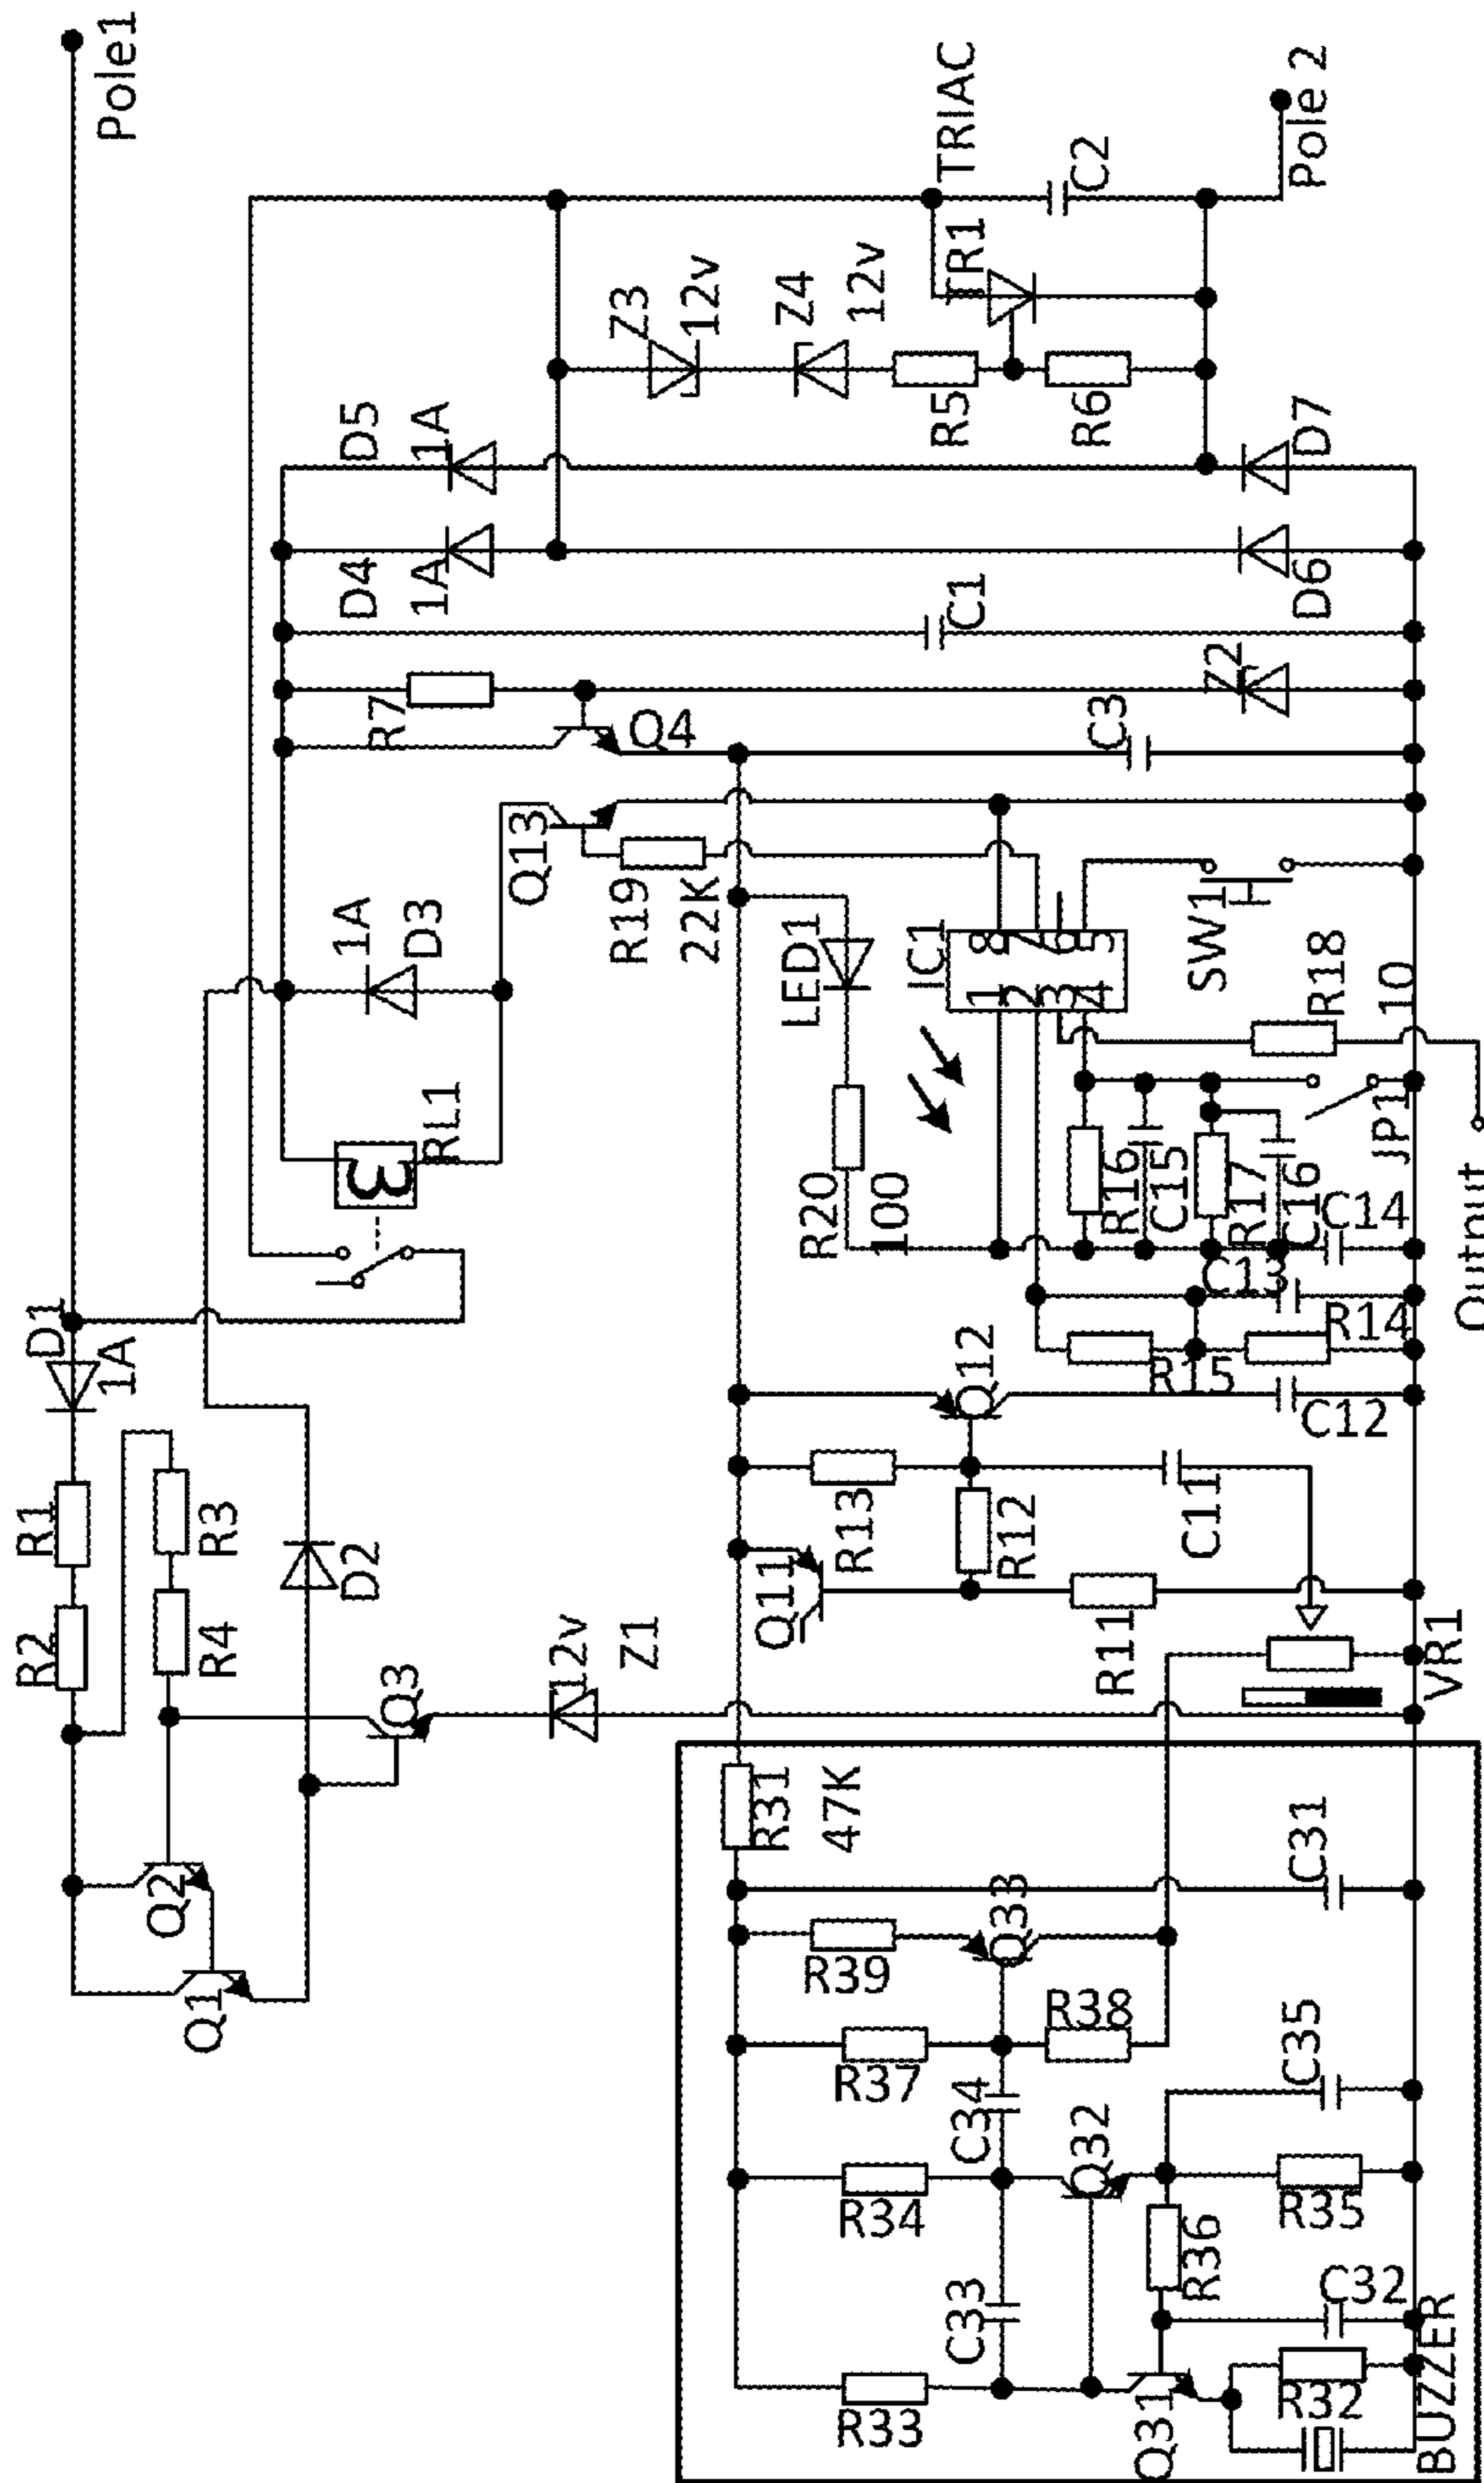 Pole1
D1
1A
R1
R2
R3
R4
D2
Q2
Q1
Q3
12v
Z1
RL1
3
1A
D3
D4
1A
D5
1A
R7
Q4
Q13
R19
22K
Z3
12v
Z4
12v
R5
R6
TR1
TRIAC
C2
Pole 2
D7
D6
C1
Z2
C3
LED1
R20
100
IC1
1
2
3
4
8
7
6
5
SW1
R18
10
JP1
Output
R16
C15
R17
C16
C14
C13
R14
R15
Q12
C12
R13
R12
C11
Q11
R11
VR1
R31
47K
C31
R39
Q33
R37
R38
C34
C35
R34
Q32
R35
R36
C33
C32
R33
Q31
R32
BUZZER